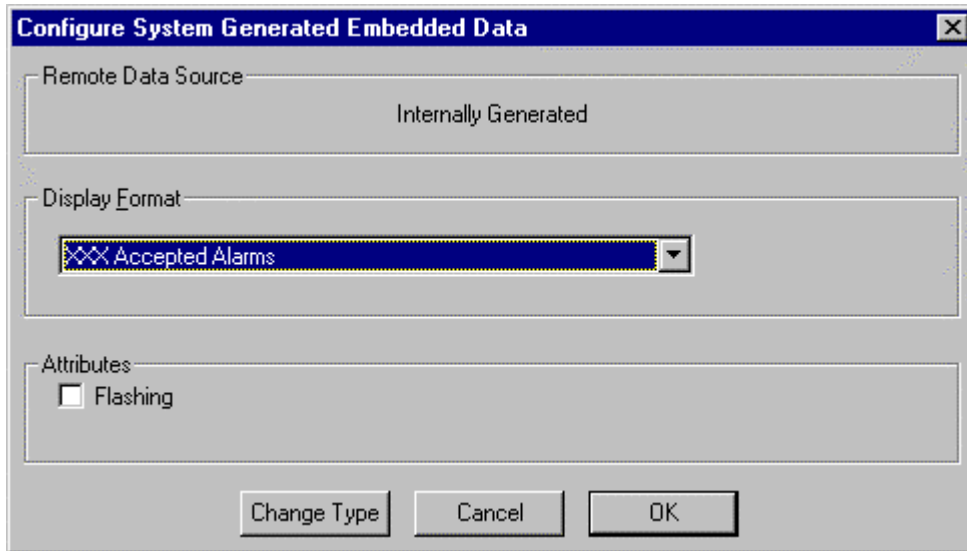 Configure System Generated Embedded Data
Remote Data Source
Internally Generated
Display Format
XXX Accepted Alarms
Attributes
Flashing
Change Type Cancel OK